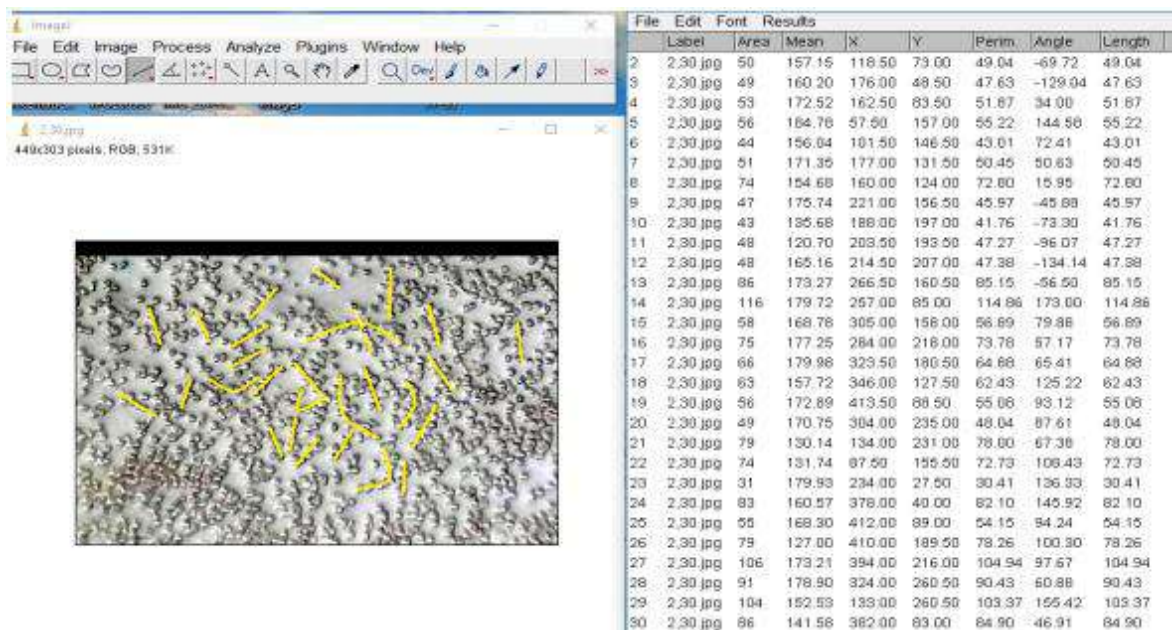 ImageJ
File Edit Image Process Analyze Plugins Window Help
Dev
2,30.jpg
449x303 pixels, RGB, 531K
File Edit Font Results
Label Area Mean X Y Perim. Angle Length
2 2,30.jpg 50 157.15 118.50 73.00 49.04 -69.72 49.04
3 2,30.jpg 49 160.20 176.00 48.50 47.63 -129.04 47.63
4 2,30.jpg 53 172.52 162.50 83.50 51.87 34.00 51.87
5 2,30.jpg 56 184.78 57.50 157.00 55.22 144.58 55.22
6 2,30.jpg 44 156.04 101.50 146.50 43.01 72.41 43.01
7 2,30.jpg 51 171.35 177.00 131.50 50.45 50.63 50.45
8 2,30.jpg 74 154.68 160.00 124.00 72.80 15.95 72.80
9 2,30.jpg 47 175.74 221.00 156.50 45.97 -45.88 45.97
10 2,30.jpg 43 135.68 188.00 197.00 41.76 -73.30 41.76
11 2,30.jpg 48 120.70 203.50 193.50 47.27 -96.07 47.27
12 2,30.jpg 48 165.16 214.50 207.00 47.38 -134.14 47.38
13 2,30.jpg 86 173.27 266.50 160.50 85.15 -56.50 85.15
14 2,30.jpg 116 179.72 257.00 85.00 114.86 173.00 114.86
15 2,30.jpg 58 168.78 305.00 158.00 56.89 79.88 56.89
16 2,30.jpg 75 177.25 284.00 218.00 73.78 57.17 73.78
17 2,30.jpg 66 179.98 323.50 180.50 64.88 65.41 64.88
18 2,30.jpg 63 157.72 346.00 127.50 62.43 125.22 62.43
19 2,30.jpg 56 172.89 413.50 88.50 55.08 93.12 55.08
20 2,30.jpg 49 170.75 304.00 235.00 48.04 87.61 48.04
21 2,30.jpg 79 130.14 134.00 231.00 78.00 67.38 78.00
22 2,30.jpg 74 131.74 87.50 155.50 72.73 108.43 72.73
23 2,30.jpg 31 179.93 234.00 27.50 30.41 136.33 30.41
24 2,30.jpg 83 160.57 378.00 40.00 82.10 145.92 82.10
25 2,30.jpg 55 168.30 412.00 89.00 54.15 94.24 54.15
26 2,30.jpg 79 127.00 410.00 189.50 78.26 100.30 78.26
27 2,30.jpg 106 173.21 394.00 216.00 104.94 97.67 104.94
28 2,30.jpg 91 178.90 324.00 260.50 90.43 60.88 90.43
29 2,30.jpg 104 152.53 133.00 260.50 103.37 155.42 103.37
30 2,30.jpg 86 141.58 382.00 83.00 84.90 46.91 84.90